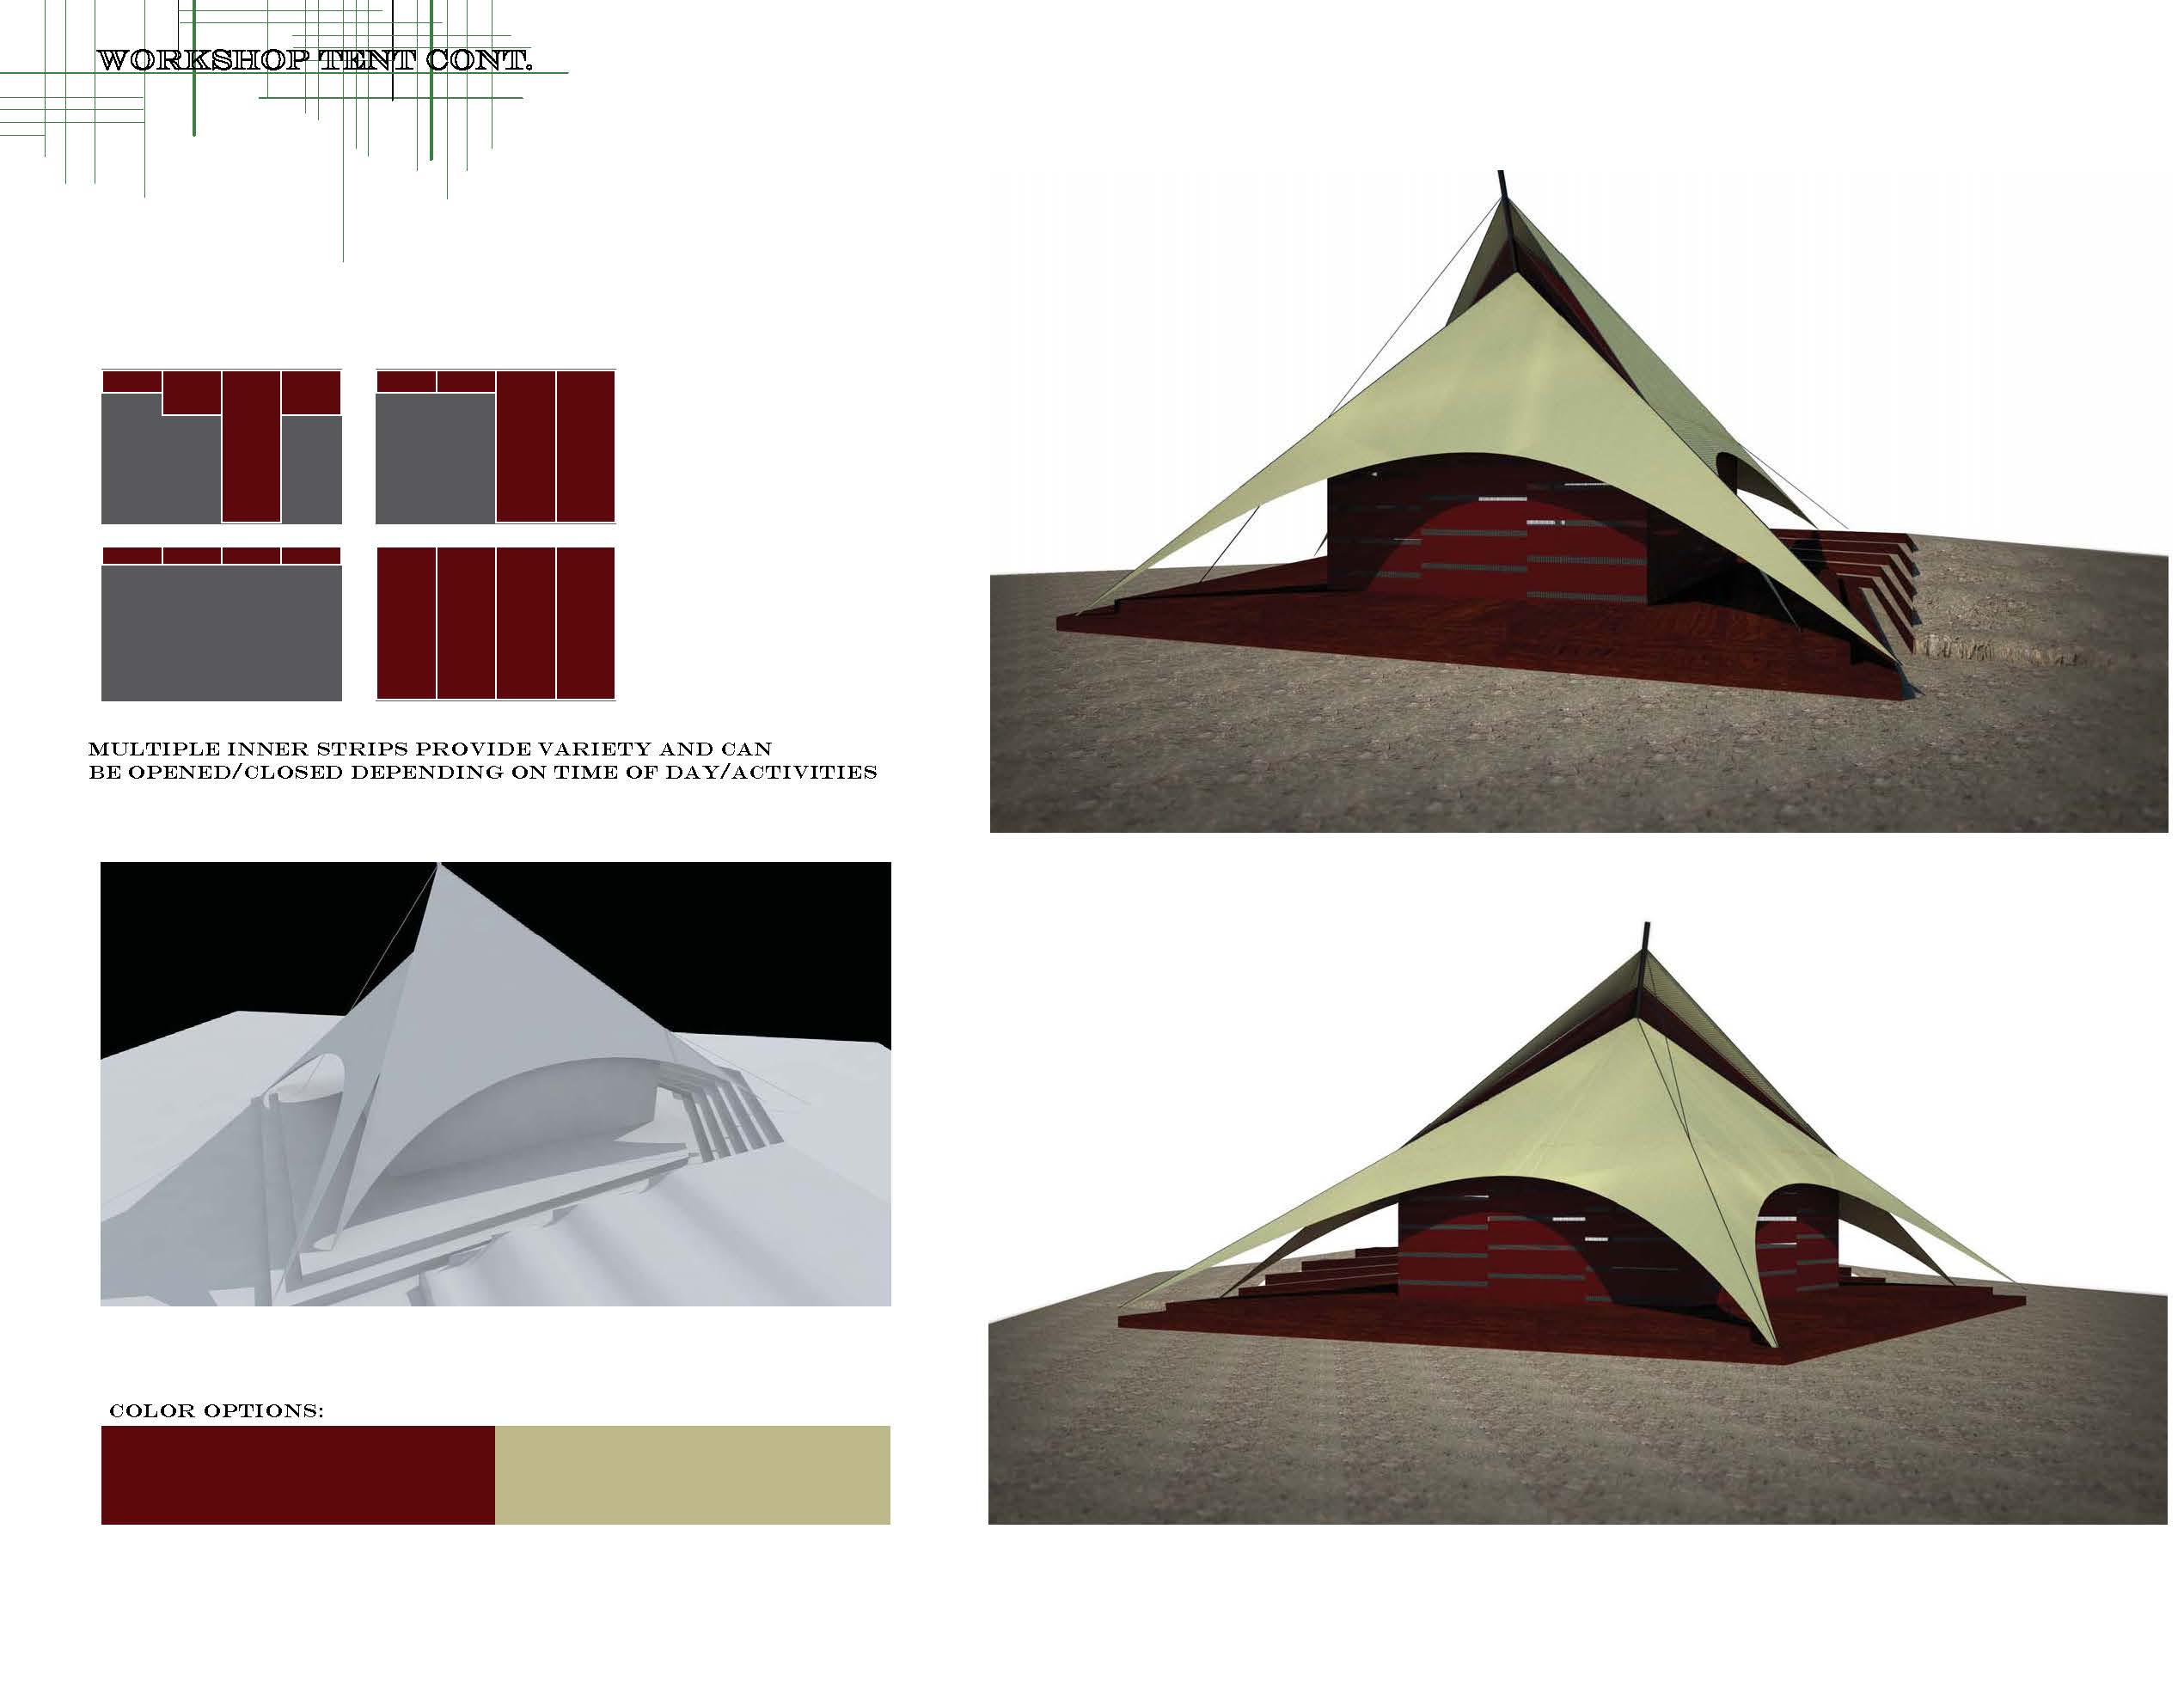 WORKSHOP TENT CONT.
MULTIPLE INNER STRIPS PROVIDE VARIETY AND CAN
BE OPENED/CLOSED DEPENDING ON TIME OF DAY/ACTIVITIES
COLOR OPTIONS: